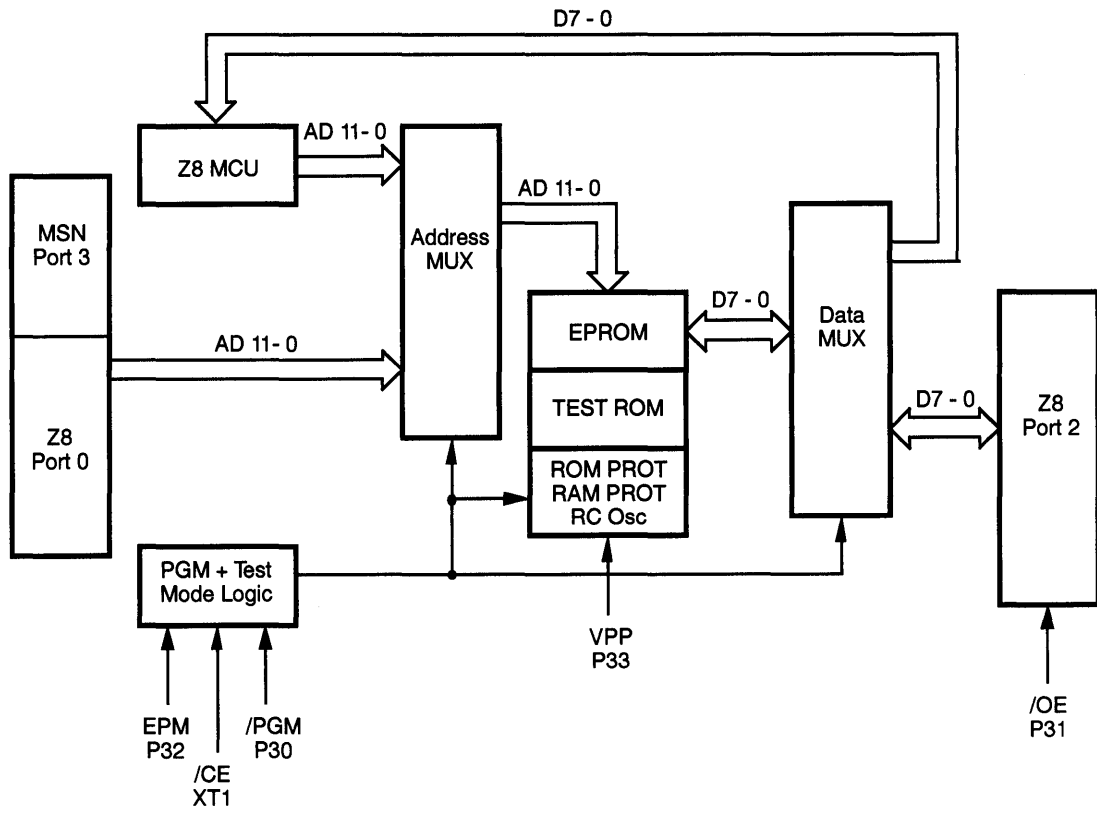 D7 - 0
Z8 MCU
AD 11- 0
MSN
Port 3
Address
MUX
AD 11- 0
D7 - 0
Data
MUX
EPROM
AD 11- 0
TEST ROM
D7 - 0
Z8
Port 2
Z8
Port 0
ROM PROT
RAM PROT
RC Osc
PGM + Test
Mode Logic
VPP
P33
EPM
P32
/CE
XT1
/PGM
P30
/OE
P31